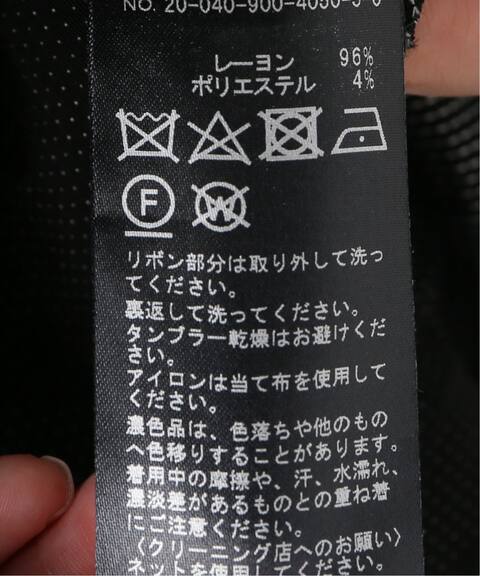 NO. 20-040-900-4050-3-0
レーヨン 96%
ポリエステル 4%
F
W
リボン部分は取り外して洗っ
てください。
裏返して洗ってください。
タンブラー乾燥はお避けくだ
さい。
アイロンは当て布を使用して
ください。
濃色品は、色落ちや他のもの
へ色移りすることがあります。
着用中の摩擦や、汗、水濡れ、
濃淡差があるものとの重ね着
にご注意ください。
〈クリーニング店へのお願い〉
ネットを使用して